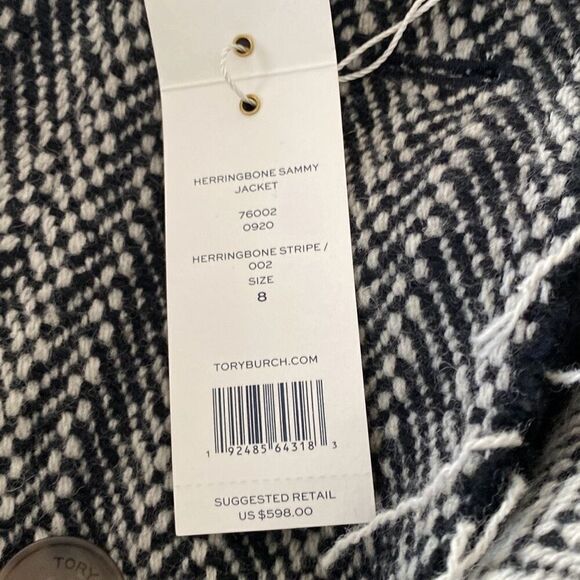 HERRINGBONE SAMMY
JACKET
76002
0920
HERRINGBONE STRIPE /
002
SIZE
8
TORYBURCH.COM
1 92485 64318 3
SUGGESTED RETAIL
US $598.00
TORY